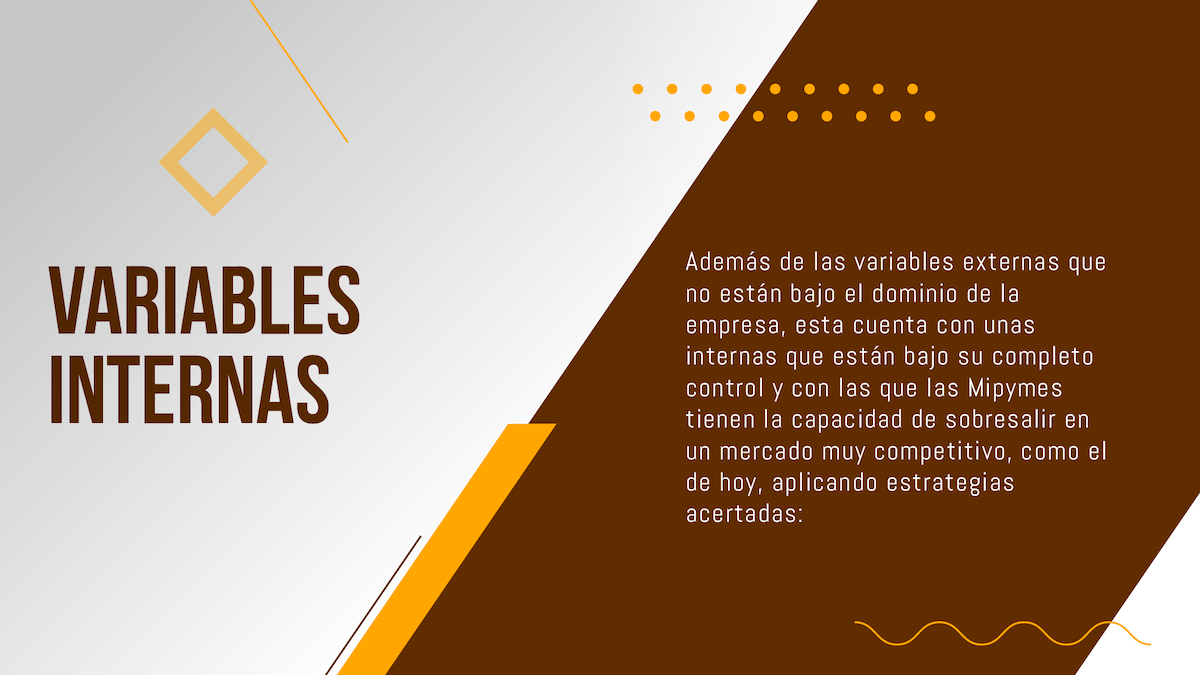 VARIABLES
INTERNAS
Además de las variables externas que
no están bajo el dominio de la
empresa, esta cuenta con unas
internas que están bajo su completo
control y con las que las Mipymes
tienen la capacidad de sobresalir en
un mercado muy competitivo, como el
de hoy, aplicando estrategias
acertadas: